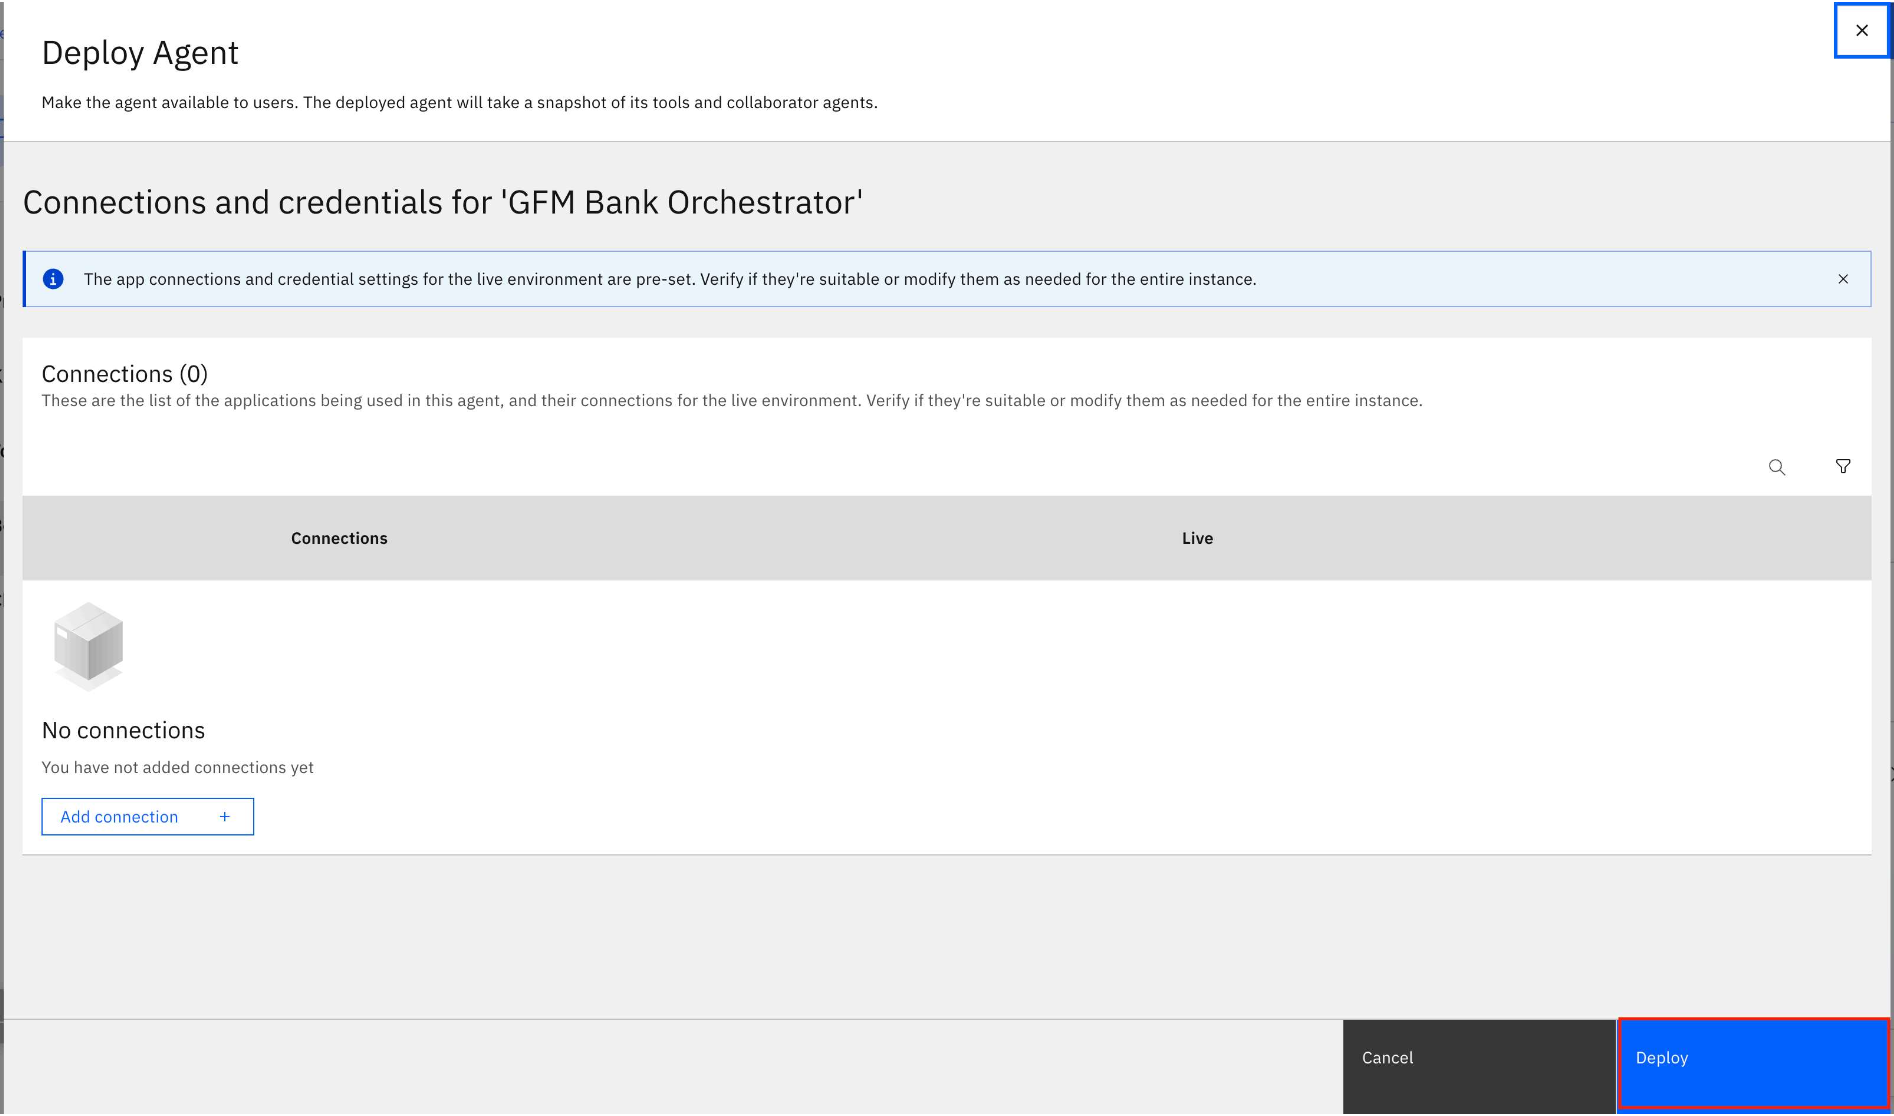 Deploy Agent
Make the agent available to users. The deployed agent will take a snapshot of its tools and collaborator agents.
Connections and credentials for 'GFM Bank Orchestrator'
The app connections and credential settings for the live environment are pre-set. Verify if they're suitable or modify them as needed for the entire instance.
Connections (0)
These are the list of the applications being used in this agent, and their connections for the live environment. Verify if they're suitable or modify them as needed for the entire instance.
Connections Live
No connections
You have not added connections yet
Add connection +
Cancel Deploy